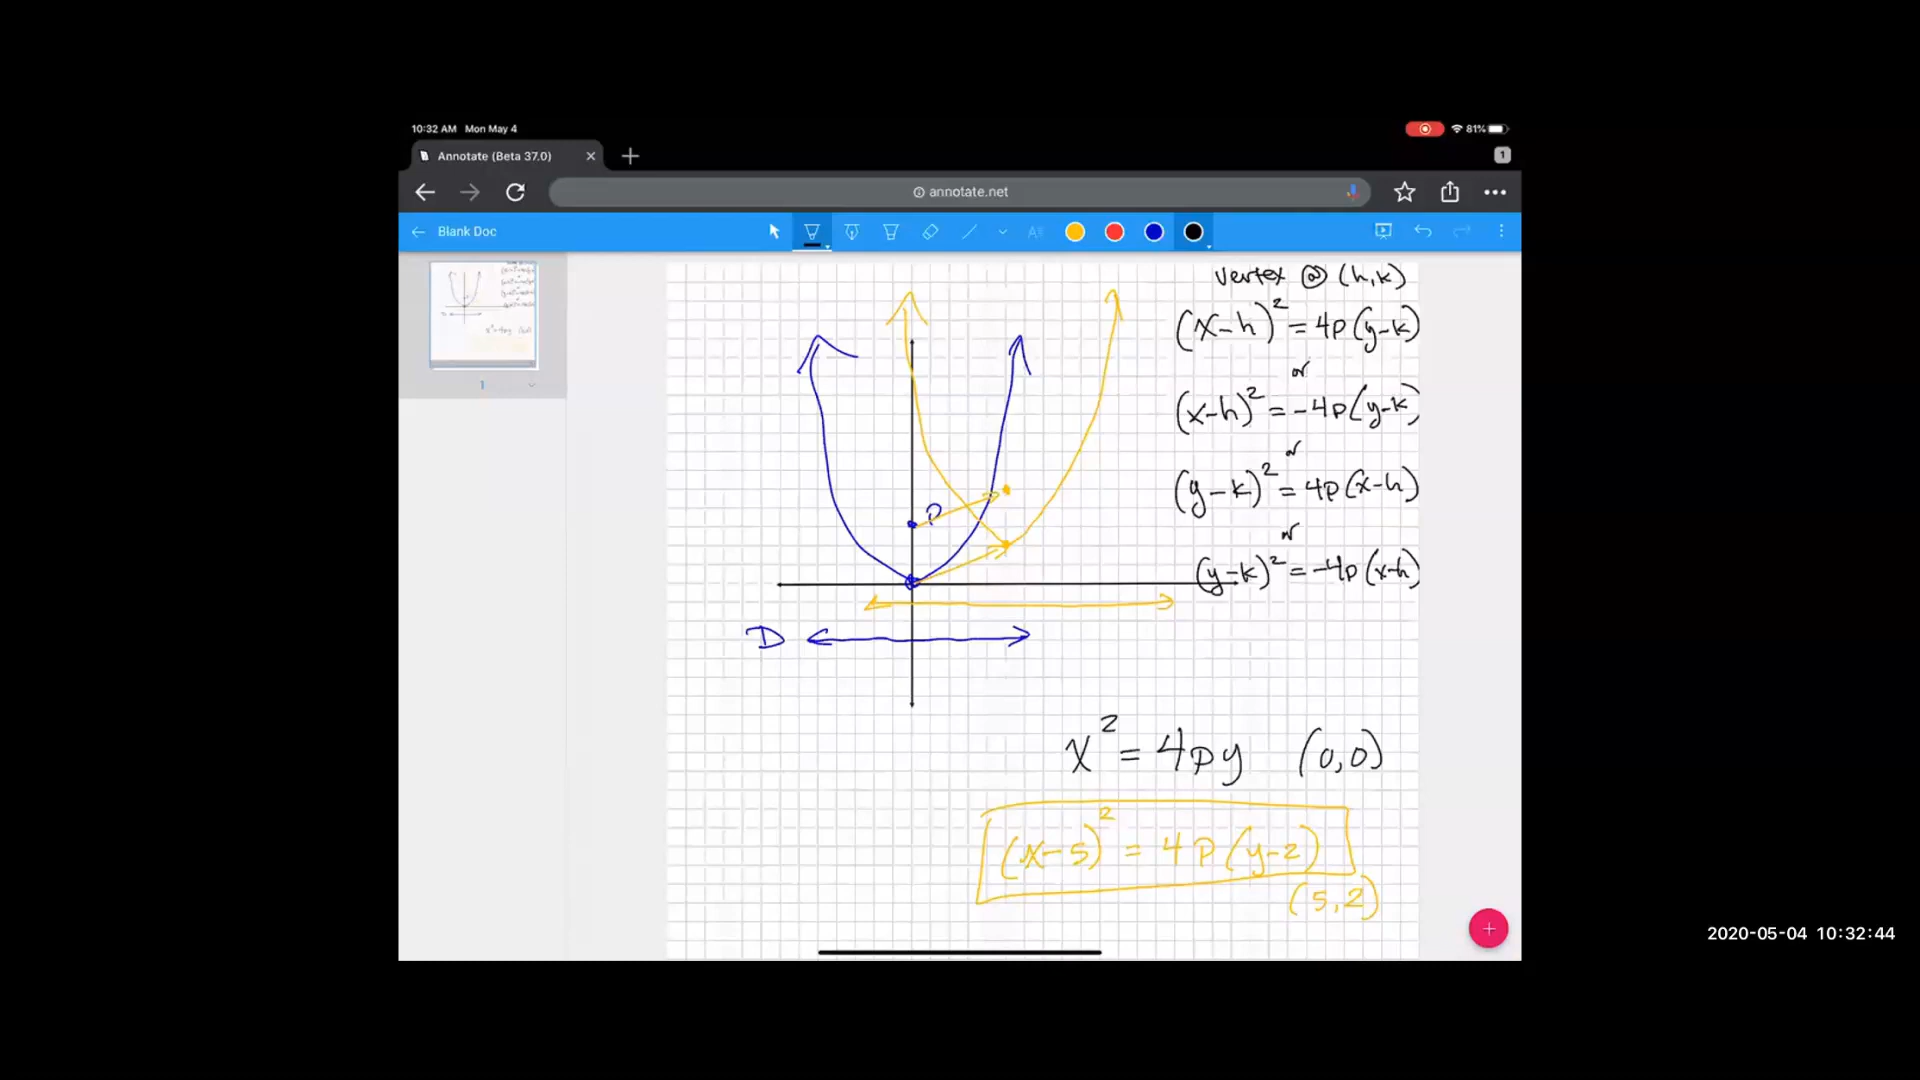 10:32 AM Mon May 4
81%
Annotate (Beta 37.0)
1
annotate.net
Blank Doc
1
vertex @ (h,k)
(x-h)² = 4p(y-k)
or
(x-h)² = -4p(y-k)
or
(y-k)² = 4p(x-h)
or
(y-k)² = -4p(x-h)
P
D
x² = 4py (0,0)
(x-5)² = 4p(y-2)
(5,2)
2020-05-04 10:32:44